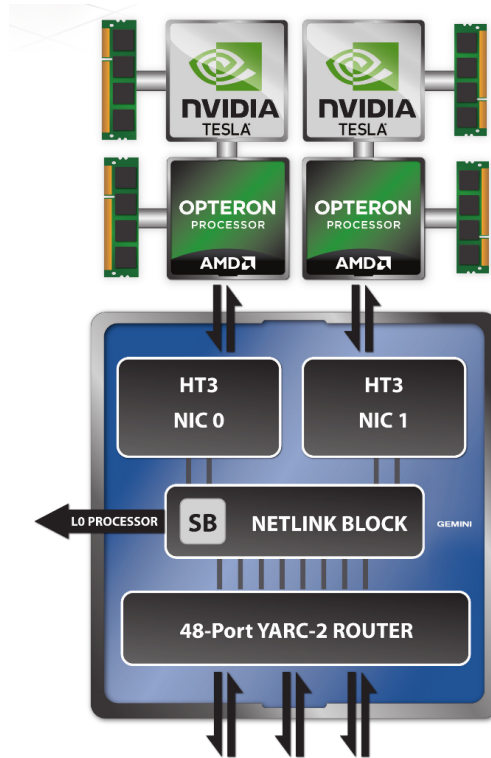 NVIDIA
TESLA
NVIDIA
TESLA
OPTERON
PROCESSOR
AMD
OPTERON
PROCESSOR
AMD
HT3
NIC 0
HT3
NIC 1
L0 PROCESSOR
SB
NETLINK BLOCK
GEMINI
48-Port YARC-2 ROUTER